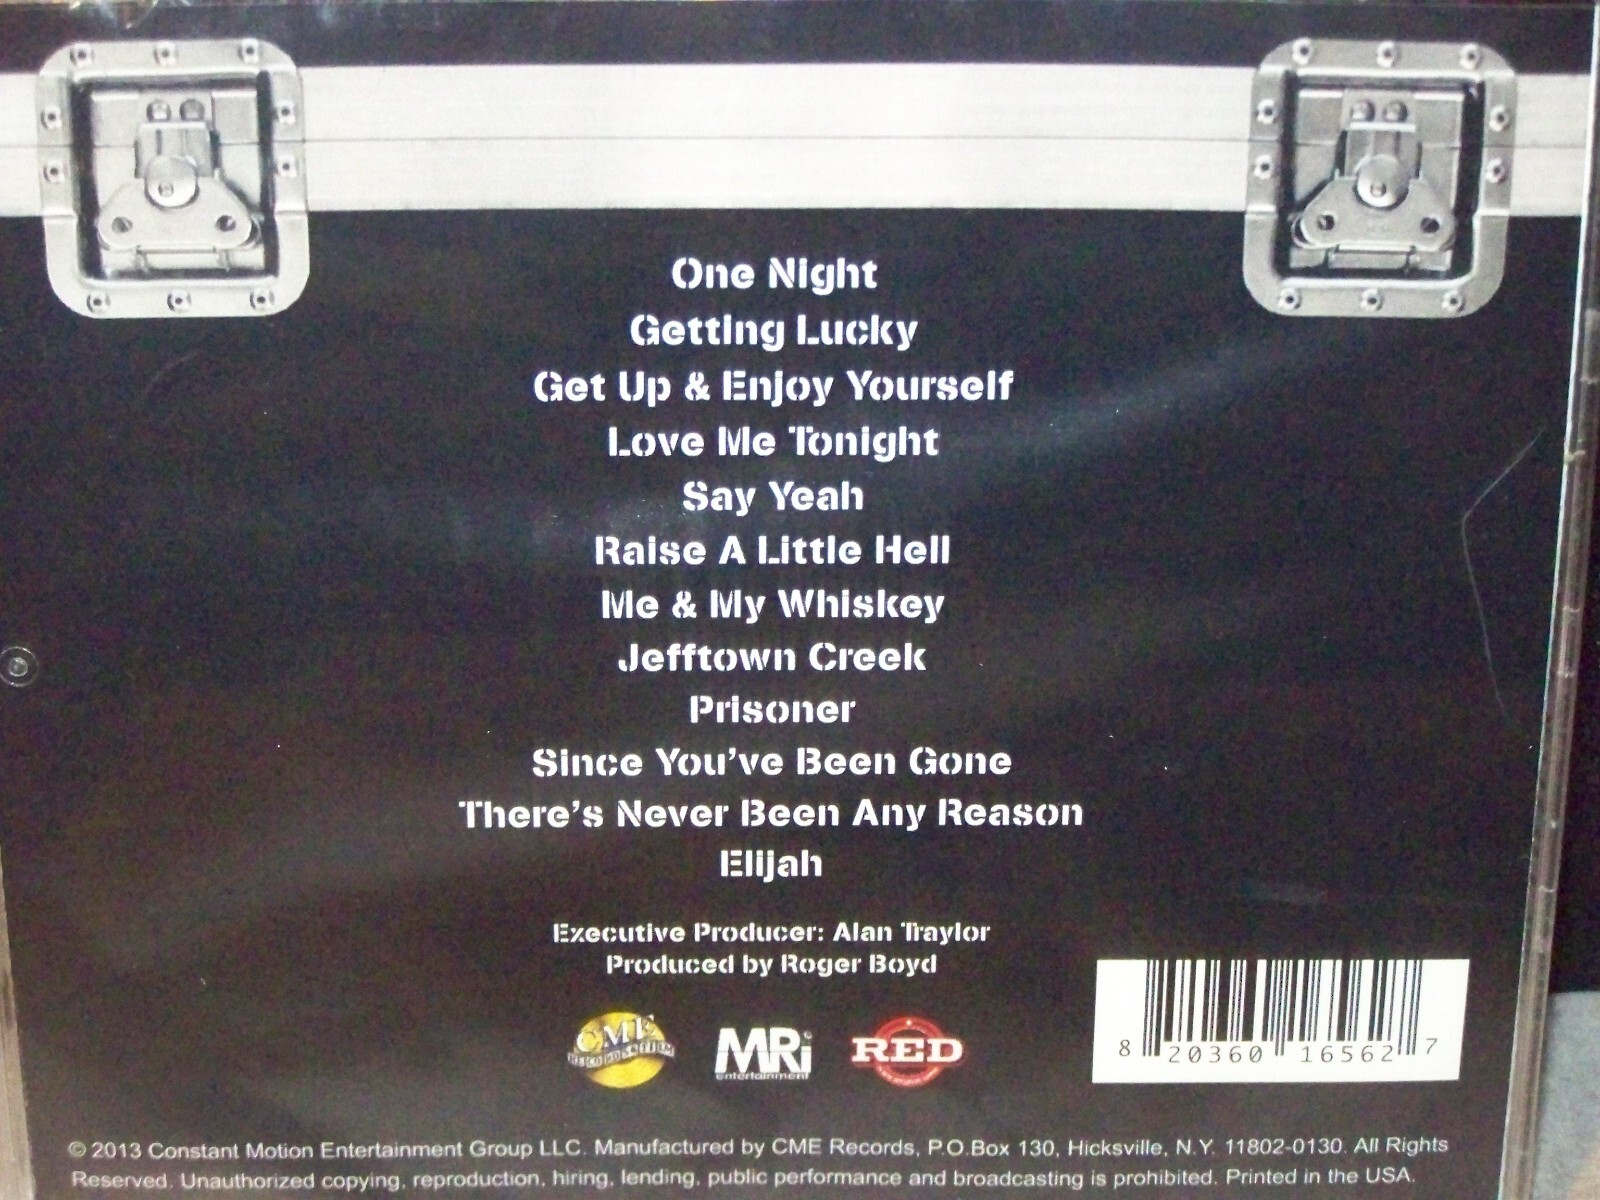 One Night
Getting Lucky
Get Up & Enjoy Yourself
Love Me Tonight
Say Yeah
Raise A Little Hell
Me & My Whiskey
Jefftown Creek
Prisoner
Since You've Been Gone
There's Never Been Any Reason
Elijah
Executive Producer: Alan Traylor
Produced by Roger Boyd
CME
RECORDS & FILM
MRi
entertainment
RED
8 20360 16562 7
© 2013 Constant Motion Entertainment Group LLC. Manufactured by CME Records, P.O.Box 130, Hicksville, N.Y. 11802-0130. All Rights
Reserved. Unauthorized copying, reproduction, hiring, lending, public performance and broadcasting is prohibited. Printed in the USA.